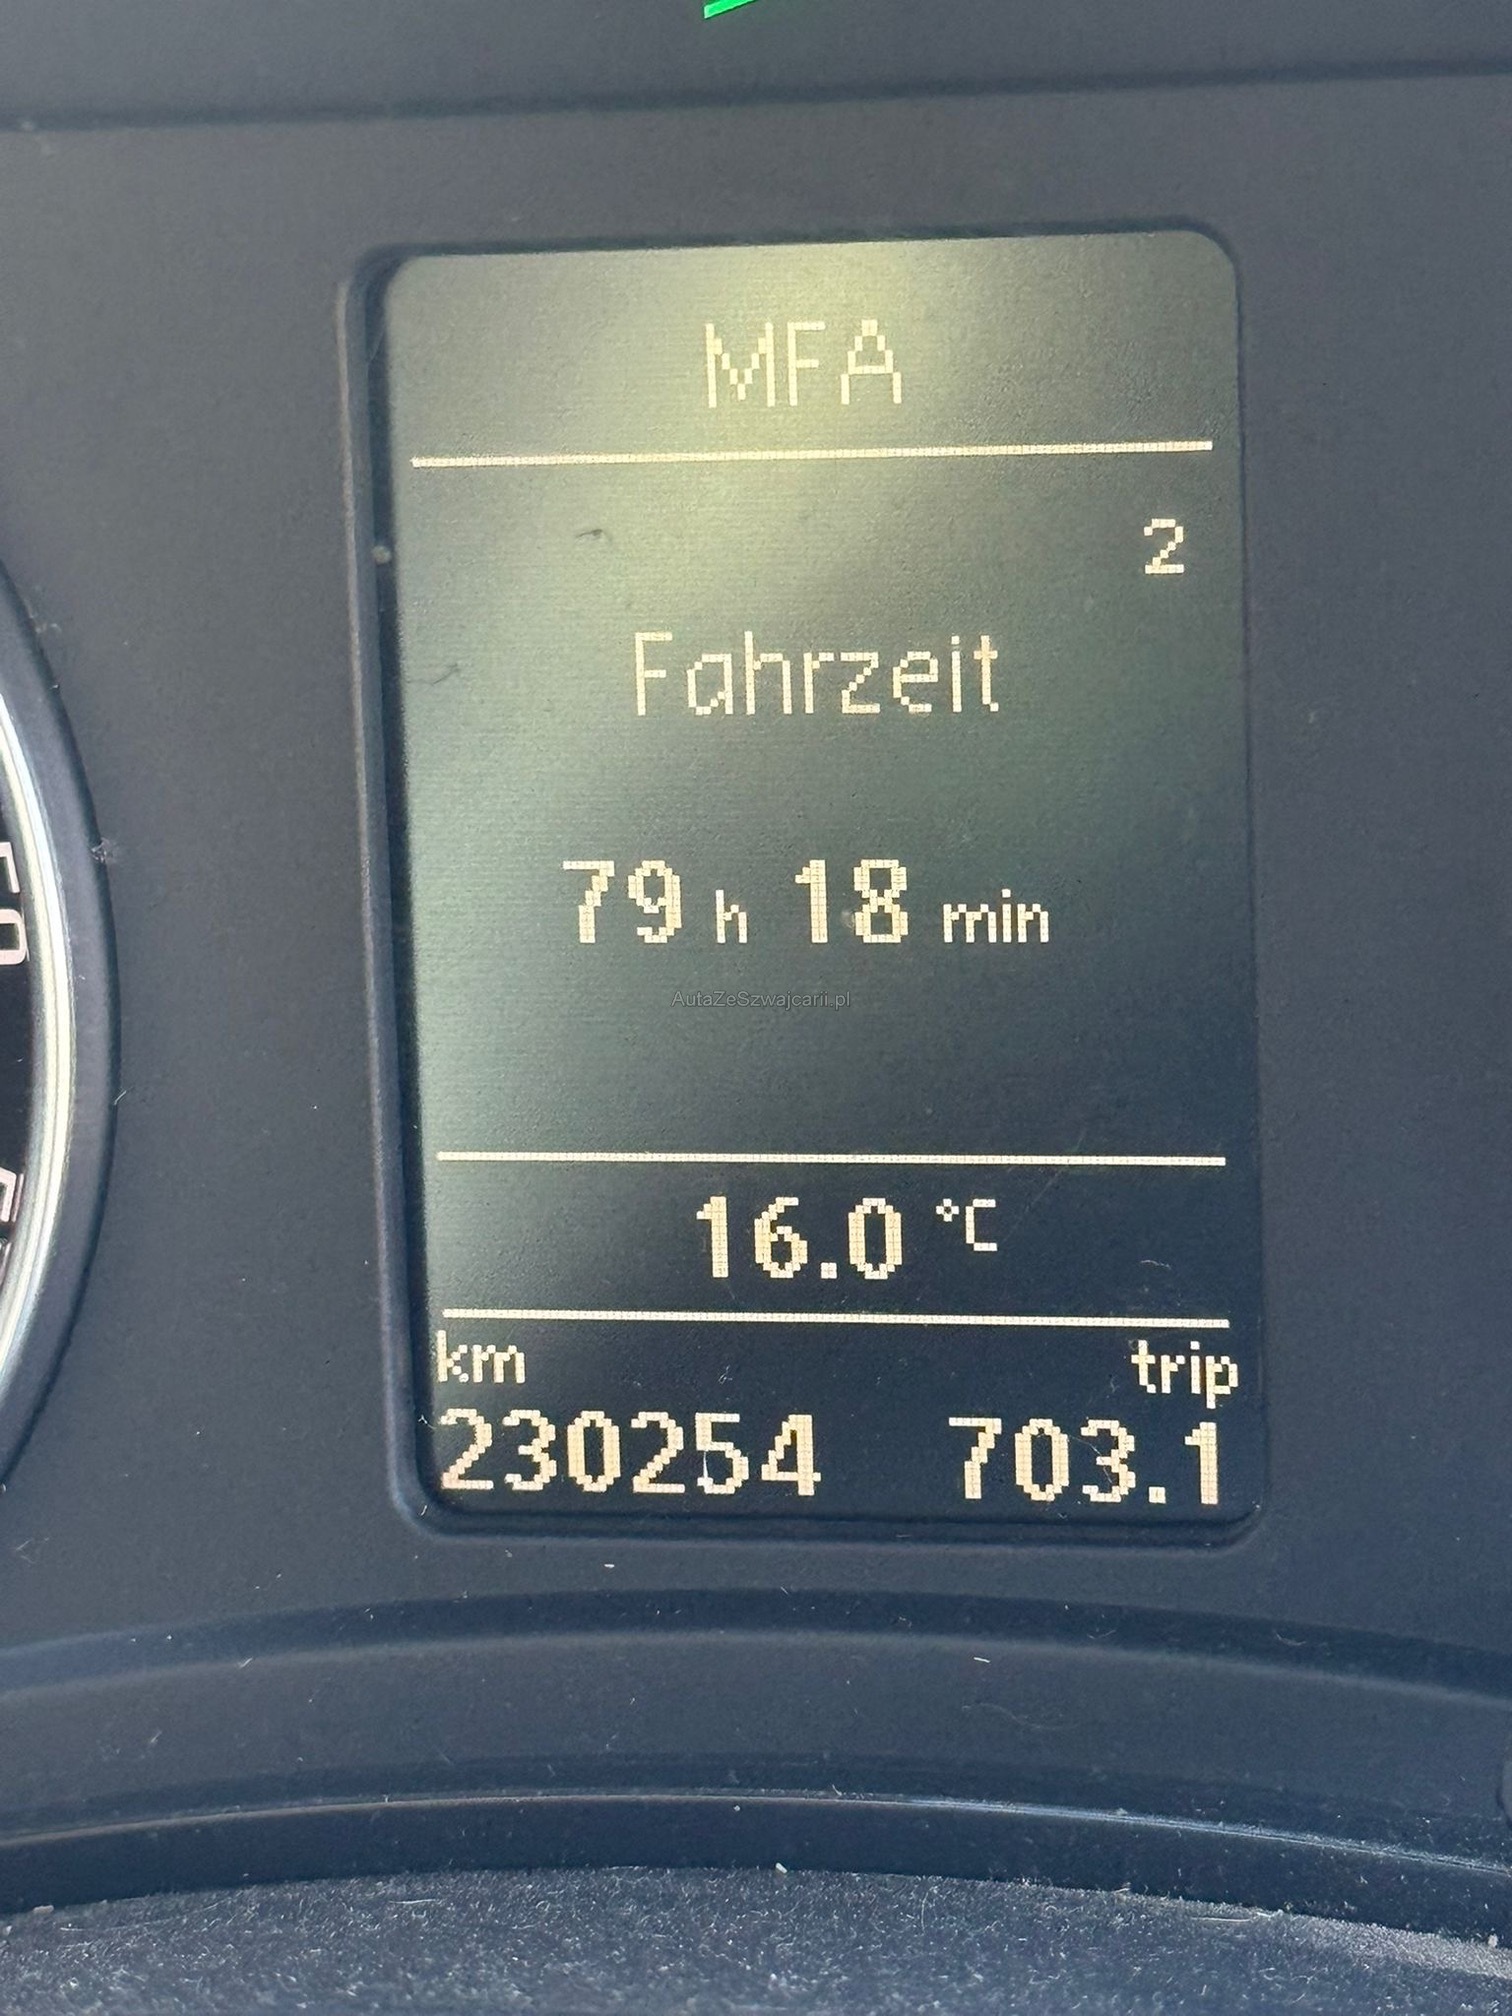 MFA
2
Fahrzeit
79 h 18 min
AutaZeSzwajcarii.pl
16.0 °C
km trip
230254 703.1